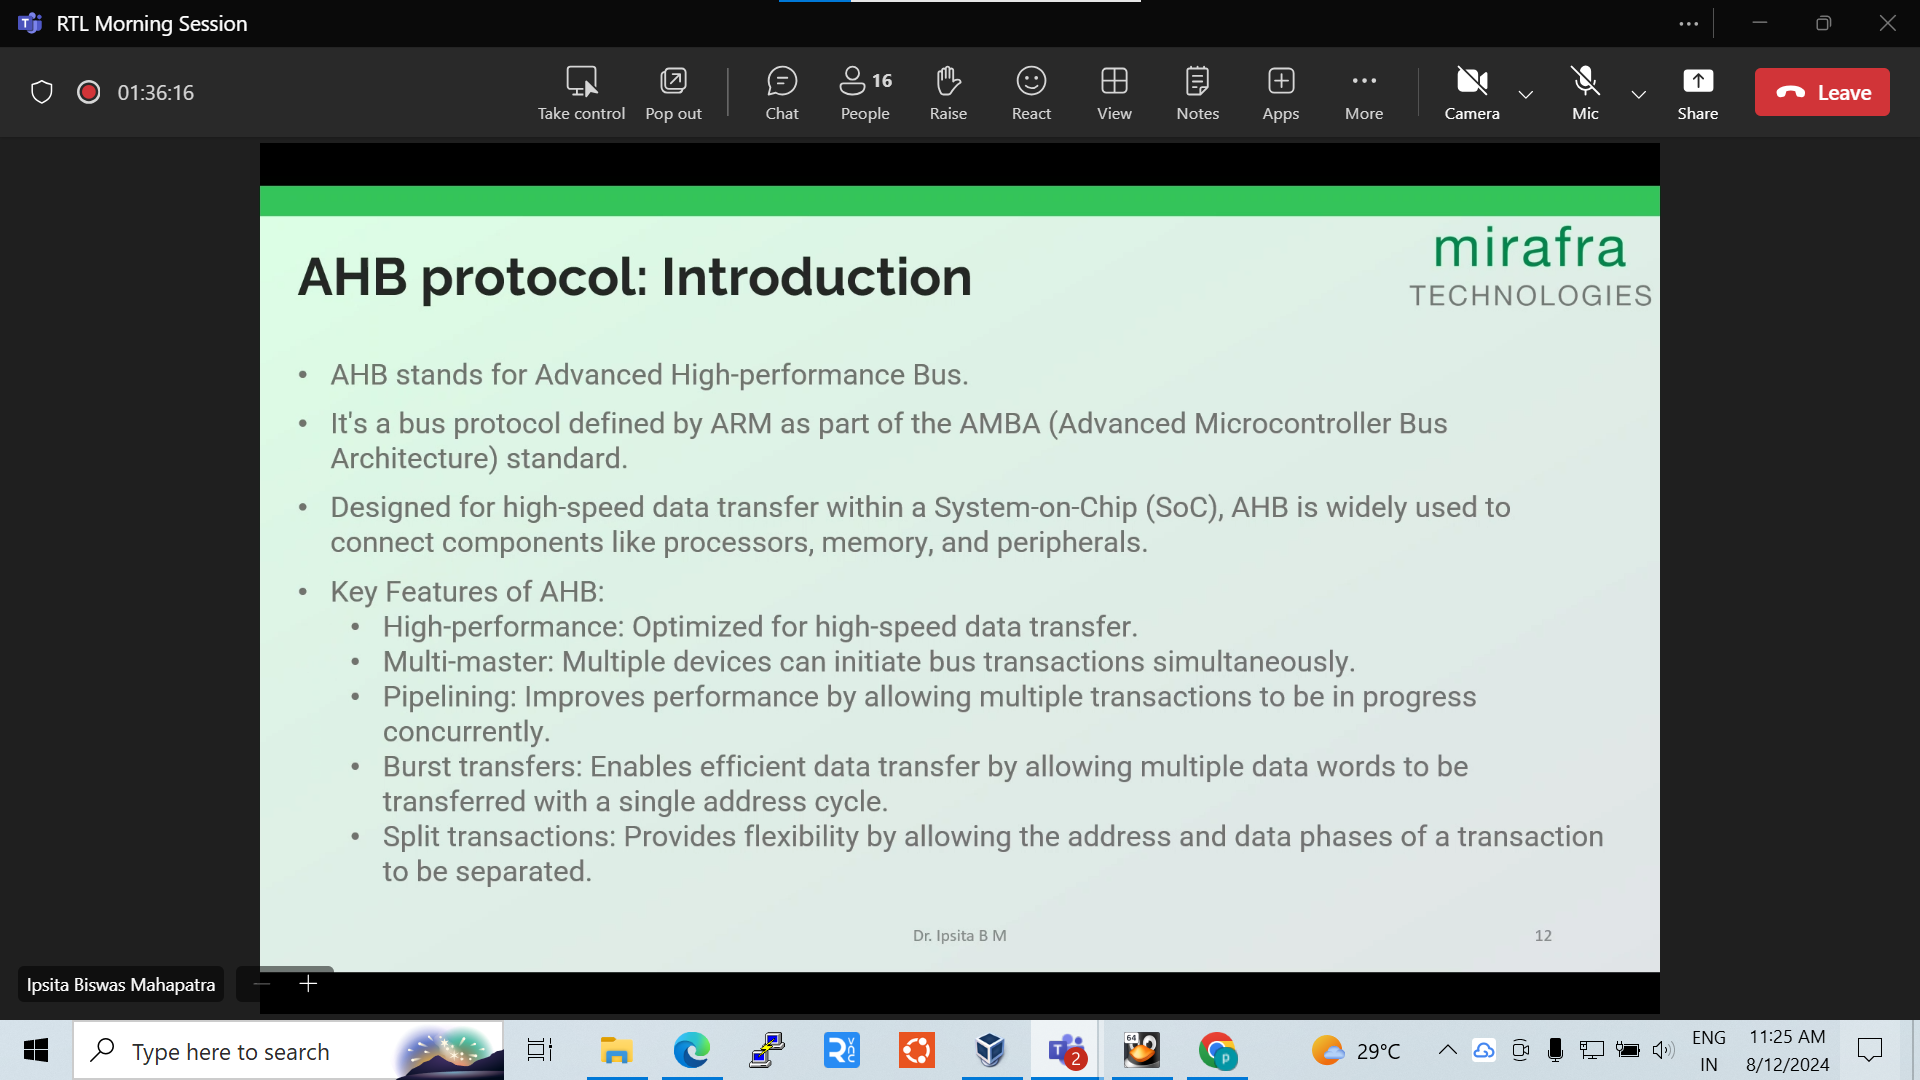 RTL Morning Session
01:36:16
Take control
Pop out
Chat
16
People
Raise
React
View
Notes
Apps
More
Camera
Mic
Share
Leave
mirafra
TECHNOLOGIES
AHB protocol: Introduction
• AHB stands for Advanced High-performance Bus.
• It's a bus protocol defined by ARM as part of the AMBA (Advanced Microcontroller Bus
Architecture) standard.
• Designed for high-speed data transfer within a System-on-Chip (SoC), AHB is widely used to
connect components like processors, memory, and peripherals.
• Key Features of AHB:
• High-performance: Optimized for high-speed data transfer.
• Multi-master: Multiple devices can initiate bus transactions simultaneously.
• Pipelining: Improves performance by allowing multiple transactions to be in progress
concurrently.
• Burst transfers: Enables efficient data transfer by allowing multiple data words to be
transferred with a single address cycle.
• Split transactions: Provides flexibility by allowing the address and data phases of a transaction
to be separated.
Dr. Ipsita B M
12
Ipsita Biswas Mahapatra
Type here to search
2
64
p
29°C
ENG
IN
11:25 AM
8/12/2024